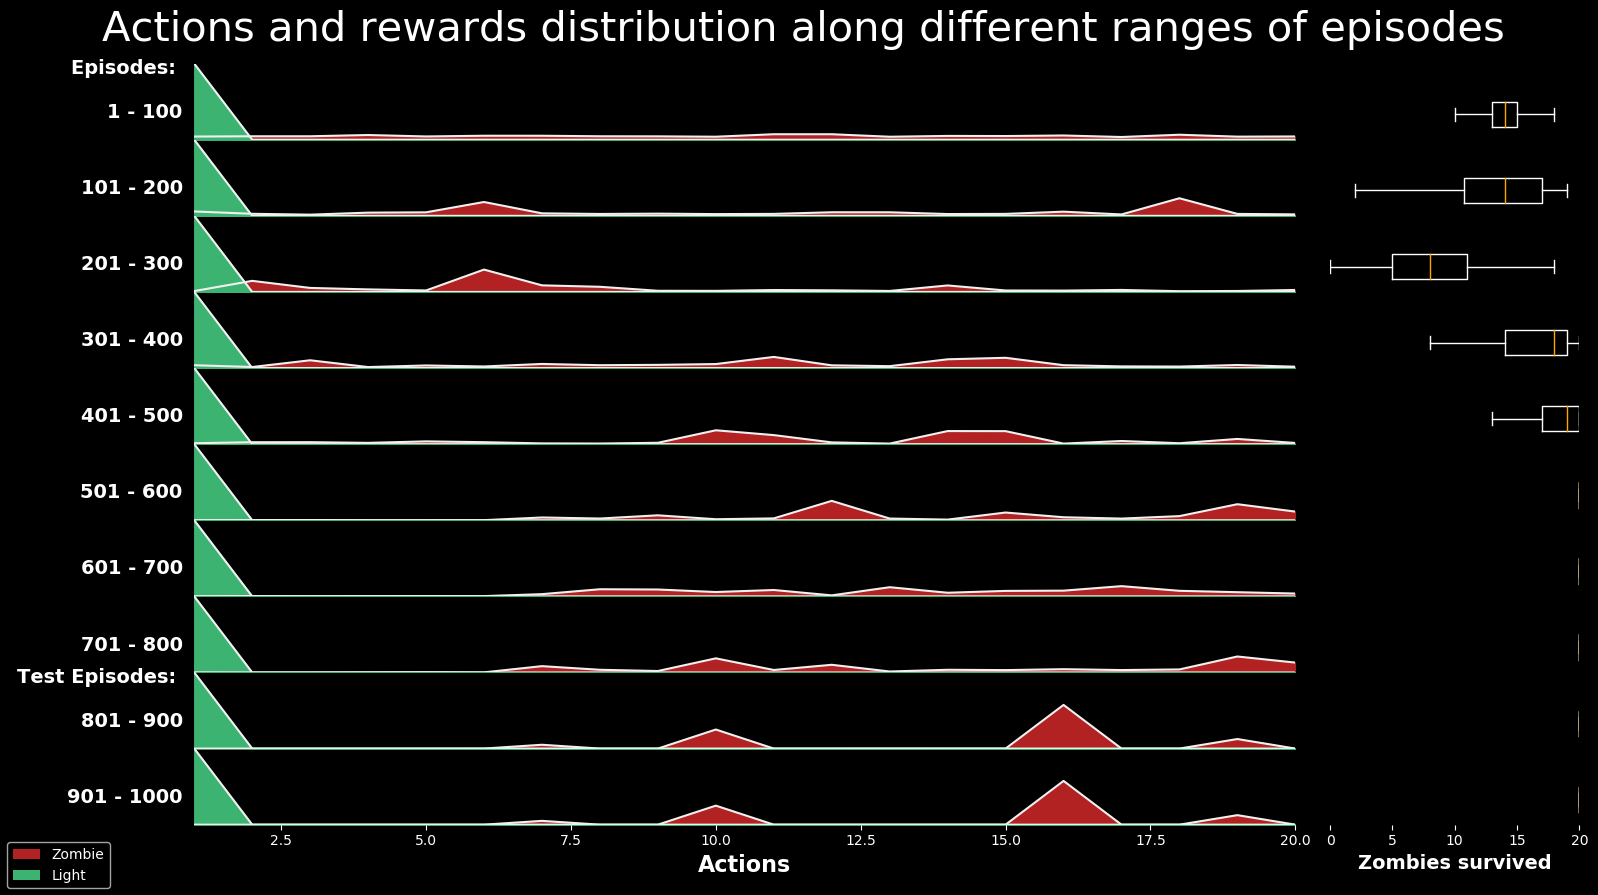 Actions and rewards distribution along different ranges of episodes
Episodes:
1 - 100
101 - 200
201 - 300
301 - 400
401 - 500
501 - 600
601 - 700
701 - 800
Test Episodes:
801 - 900
901 - 1000
2.5 5.0 7.5 10.0 12.5 15.0 17.5 20.0
0 5 10 15 20
Actions
Zombies survived
Zombie
Light